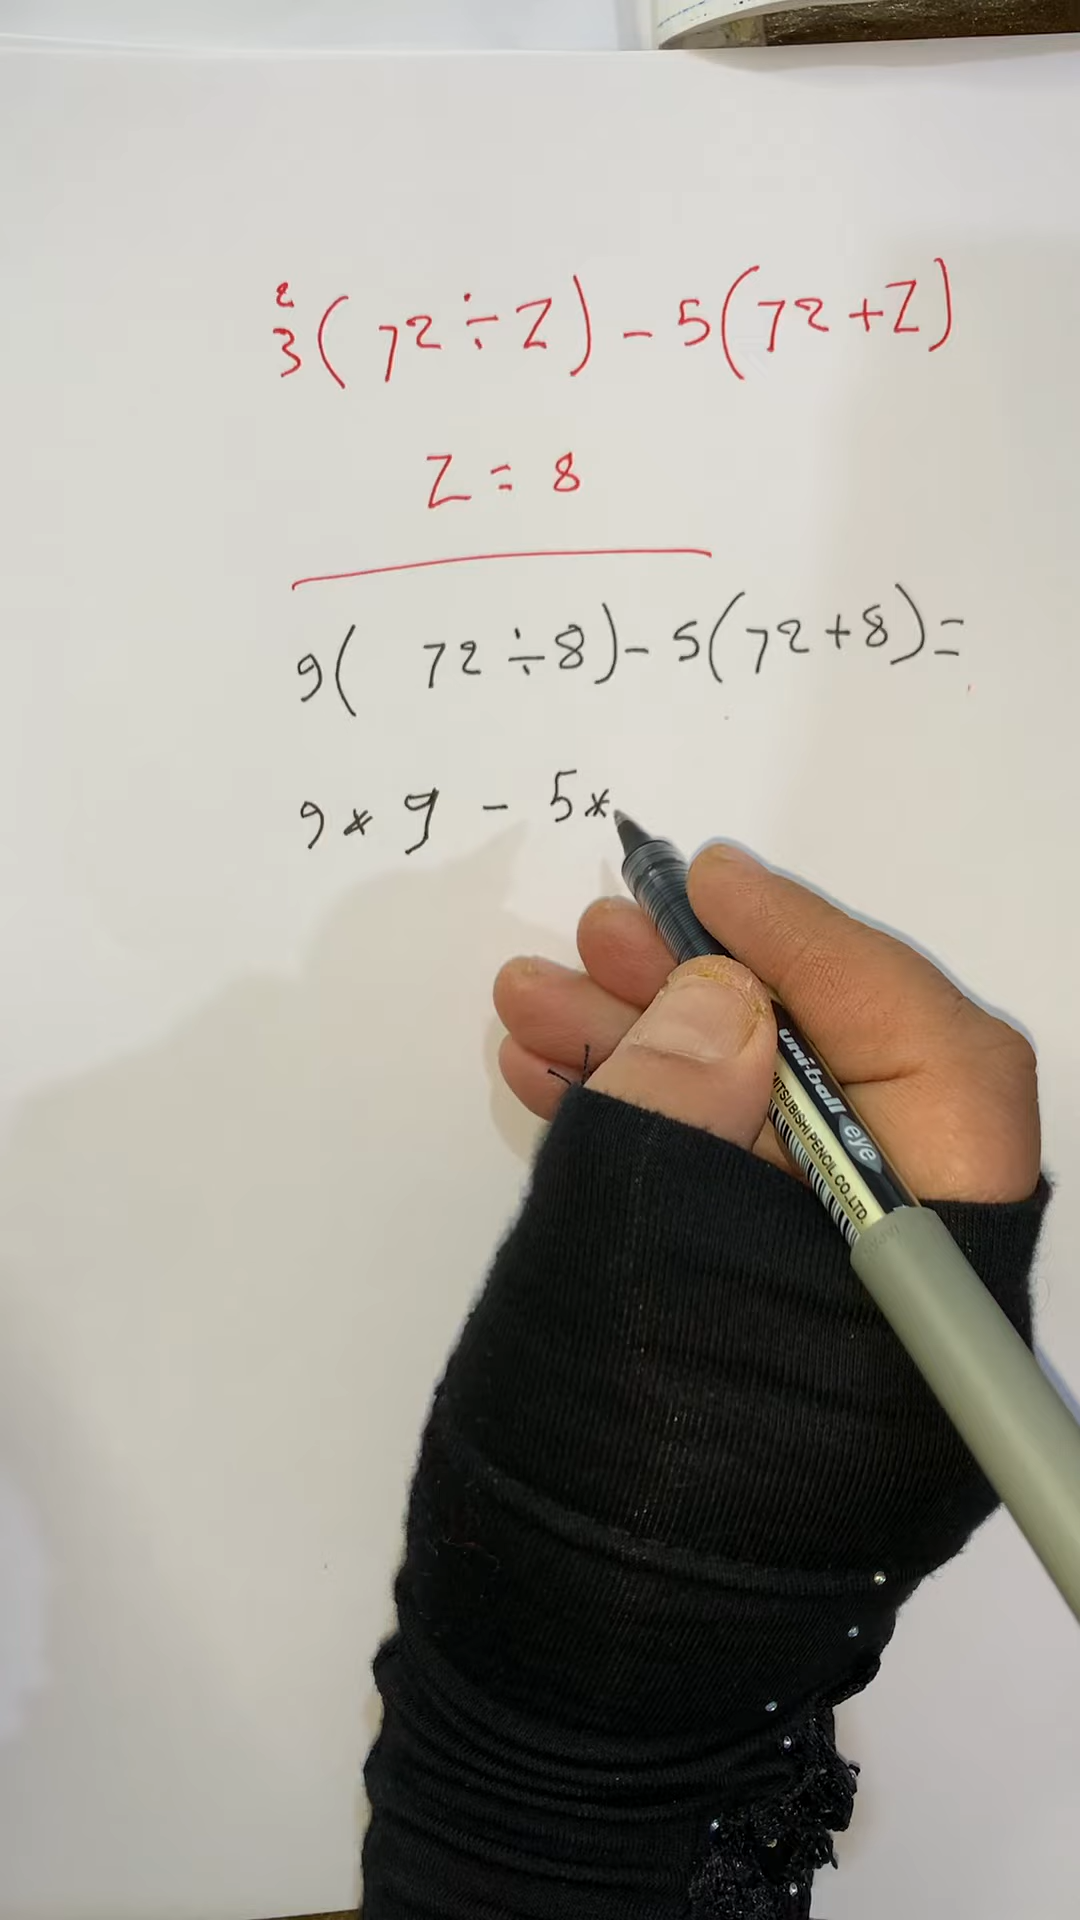 3²(72÷Z)-5(72+Z)
Z=8
9(72÷8)-5(72+8)=
9*9-5*
uni-ball eye
MITSUBISHI PENCIL CO., LTD.